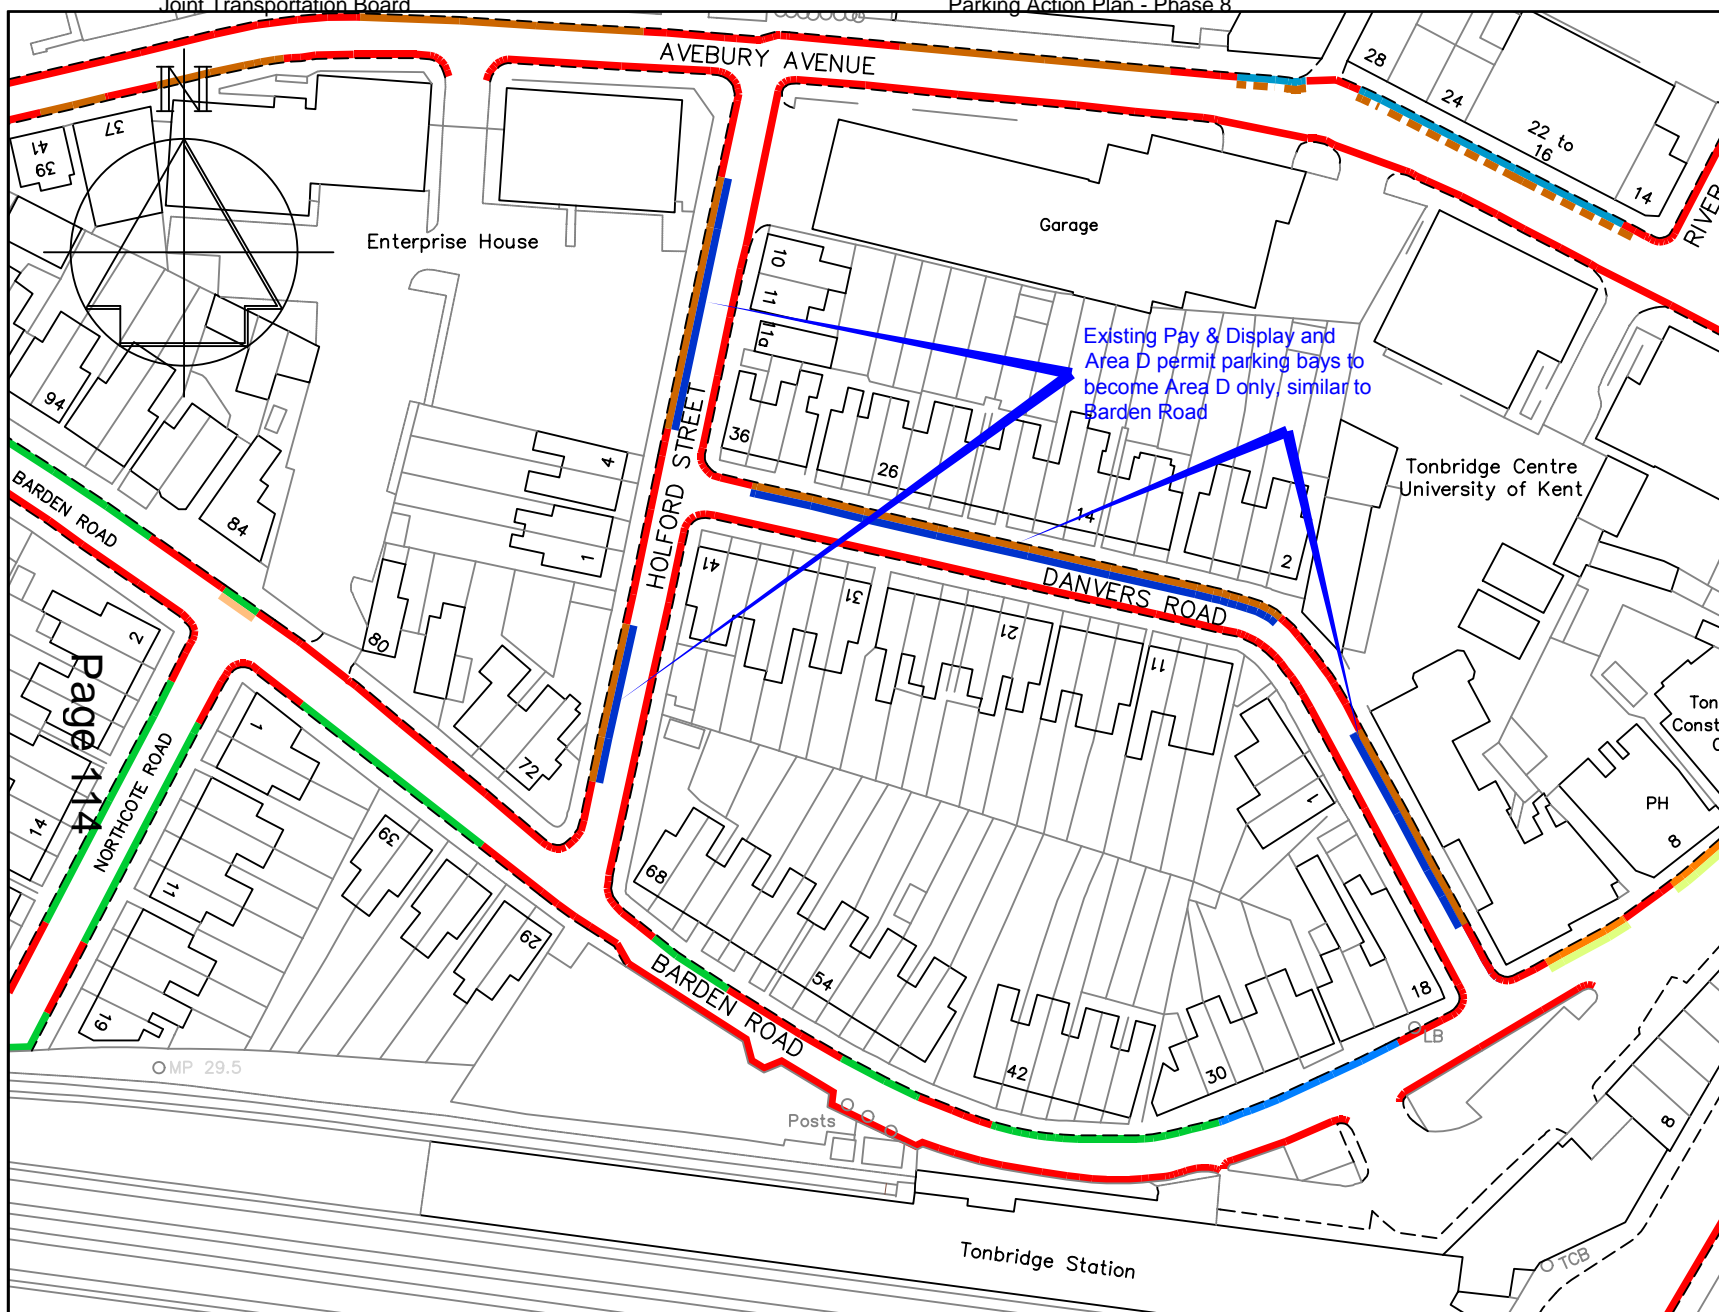 Joint Transportation Board
Parking Action Plan - Phase 8
AVEBURY AVENUE
28
24
22 to
16
14
RIVER
N
37
39
41
Enterprise House
Garage
10
11
11a
Existing Pay & Display and
Area D permit parking bays to
become Area D only, similar to
Barden Road
36
26
14
2
Tonbridge Centre
University of Kent
HOLFORD STREET
94
84
BARDEN ROAD
4
1
80
72
DANVERS ROAD
41
31
21
11
1
2
Page 114
14
NORTHCOTE ROAD
1
11
19
39
29
68
54
42
30
18
LB
BARDEN ROAD
Ton
Const
PH
8
8
MP 29.5
Posts
Tonbridge Station
TCB